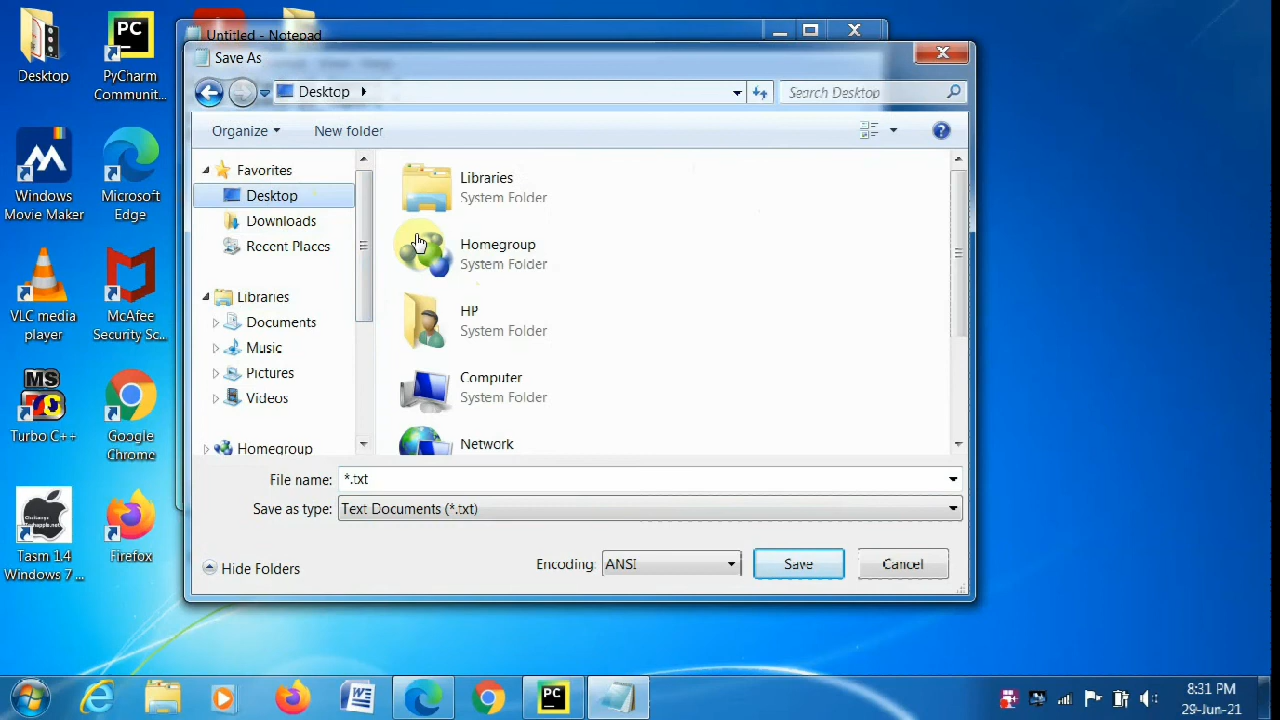 Untitled - Notepad
Save As
Desktop
Search Desktop
Organize
New folder
Favorites
Desktop
Downloads
Recent Places
Libraries
Documents
Music
Pictures
Videos
Homegroup
Libraries
System Folder
Homegroup
System Folder
HP
System Folder
Computer
System Folder
Network
File name:
*.txt
Save as type:
Text Documents (*.txt)
Hide Folders
Encoding:
ANSI
Save
Cancel
Desktop
PC
PyCharm
Communit...
Windows
Movie Maker
Microsoft
Edge
VLC media
player
McAfee
Security Sc...
MS
Turbo C++
Google
Chrome
Tasm 1.4
Windows 7 ...
Firefox
PC
8:31 PM
29-Jun-21